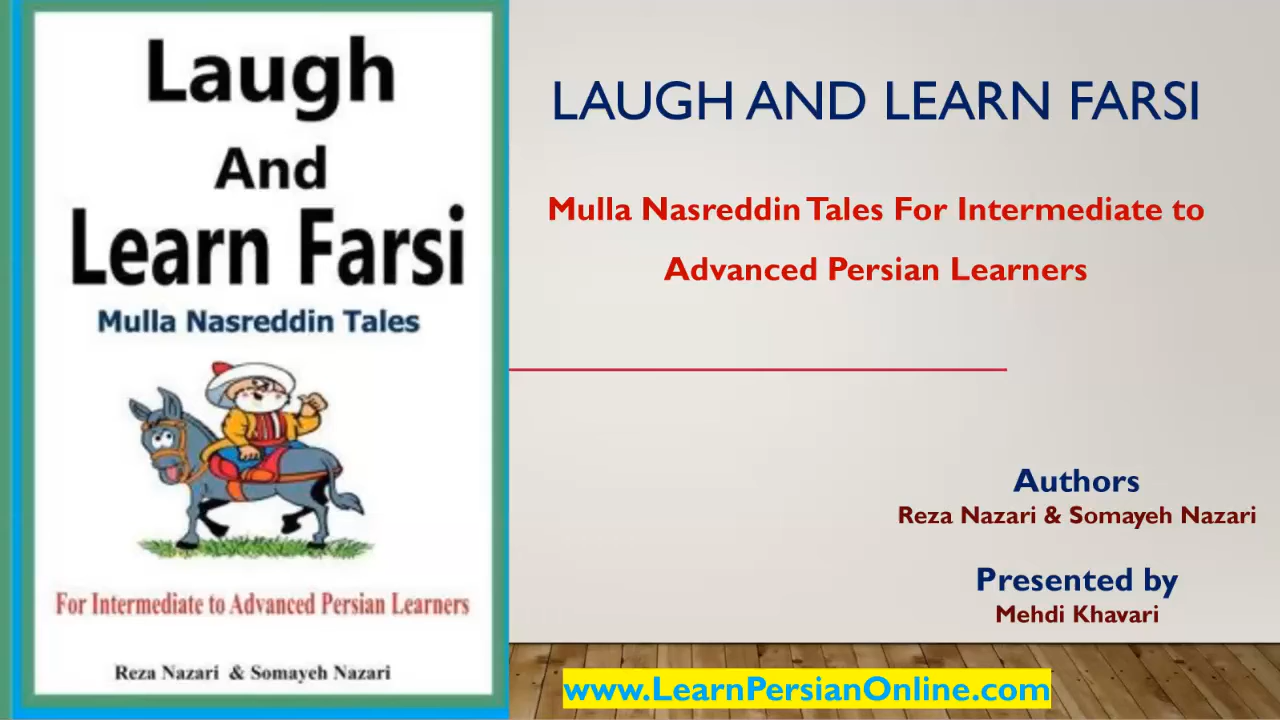 Laugh
And
Learn Farsi
Mulla Nasreddin Tales
For Intermediate to Advanced Persian Learners
Reza Nazari & Somayeh Nazari
LAUGH AND LEARN FARSI
Mulla Nasreddin Tales For Intermediate to
Advanced Persian Learners
Authors
Reza Nazari & Somayeh Nazari
Presented by
Mehdi Khavari
www.LearnPersianOnline.com